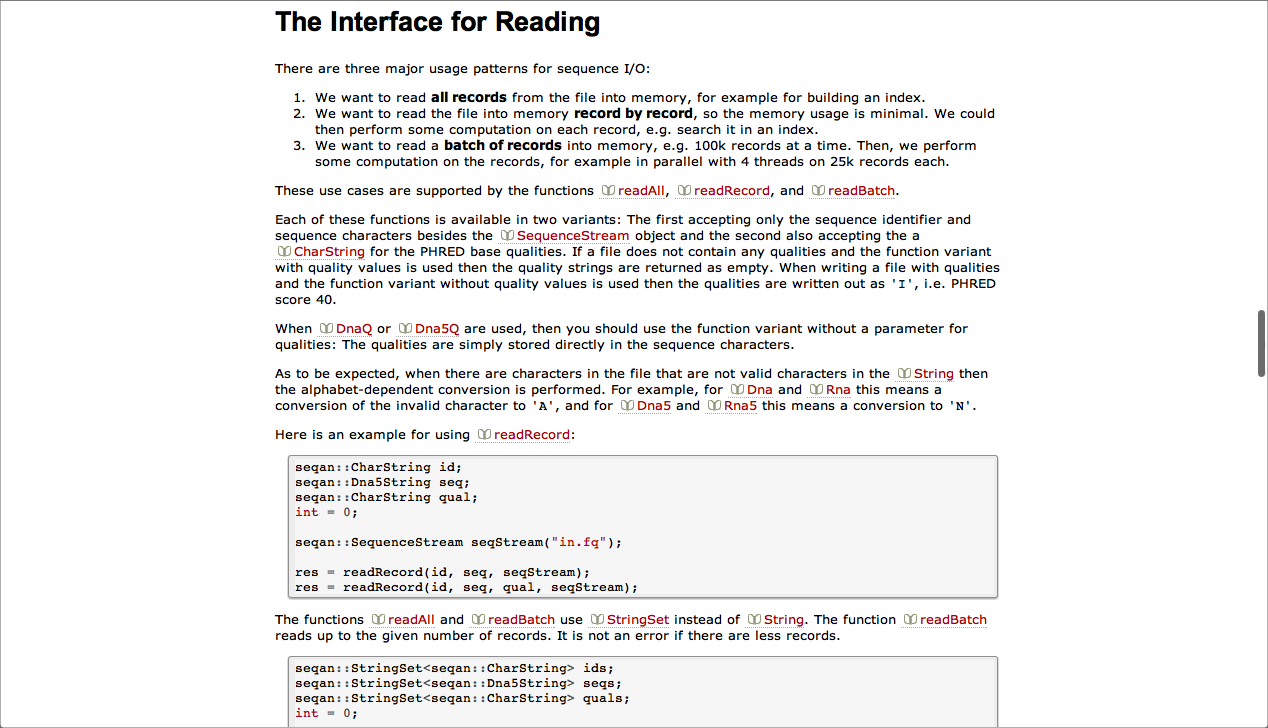 The Interface for Reading
There are three major usage patterns for sequence I/O:
1. We want to read all records from the file into memory, for example for building an index.
2. We want to read the file into memory record by record, so the memory usage is minimal. We could
then perform some computation on each record, e.g. search it in an index.
3. We want to read a batch of records into memory, e.g. 100k records at a time. Then, we perform
some computation on the records, for example in parallel with 4 threads on 25k records each.
These use cases are supported by the functions readAll, readRecord, and readBatch.
Each of these functions is available in two variants: The first accepting only the sequence identifier and
sequence characters besides the SequenceStream object and the second also accepting the a
CharString for the PHRED base qualities. If a file does not contain any qualities and the function variant
with quality values is used then the quality strings are returned as empty. When writing a file with qualities
and the function variant without quality values is used then the qualities are written out as 'I', i.e. PHRED
score 40.
When DnaQ or Dna5Q are used, then you should use the function variant without a parameter for
qualities: The qualities are simply stored directly in the sequence characters.
As to be expected, when there are characters in the file that are not valid characters in the String then
the alphabet-dependent conversion is performed. For example, for Dna and Rna this means a
conversion of the invalid character to 'A', and for Dna5 and Rna5 this means a conversion to 'N'.
Here is an example for using readRecord:
seqan::CharString id;
seqan::Dna5String seq;
seqan::CharString qual;
int = 0;
seqan::SequenceStream seqStream("in.fq");
res = readRecord(id, seq, seqStream);
res = readRecord(id, seq, qual, seqStream);
The functions readAll and readBatch use StringSet instead of String. The function readBatch
reads up to the given number of records. It is not an error if there are less records.
seqan::StringSet<seqan::CharString> ids;
seqan::StringSet<seqan::Dna5String> seqs;
seqan::StringSet<seqan::CharString> quals;
int = 0;